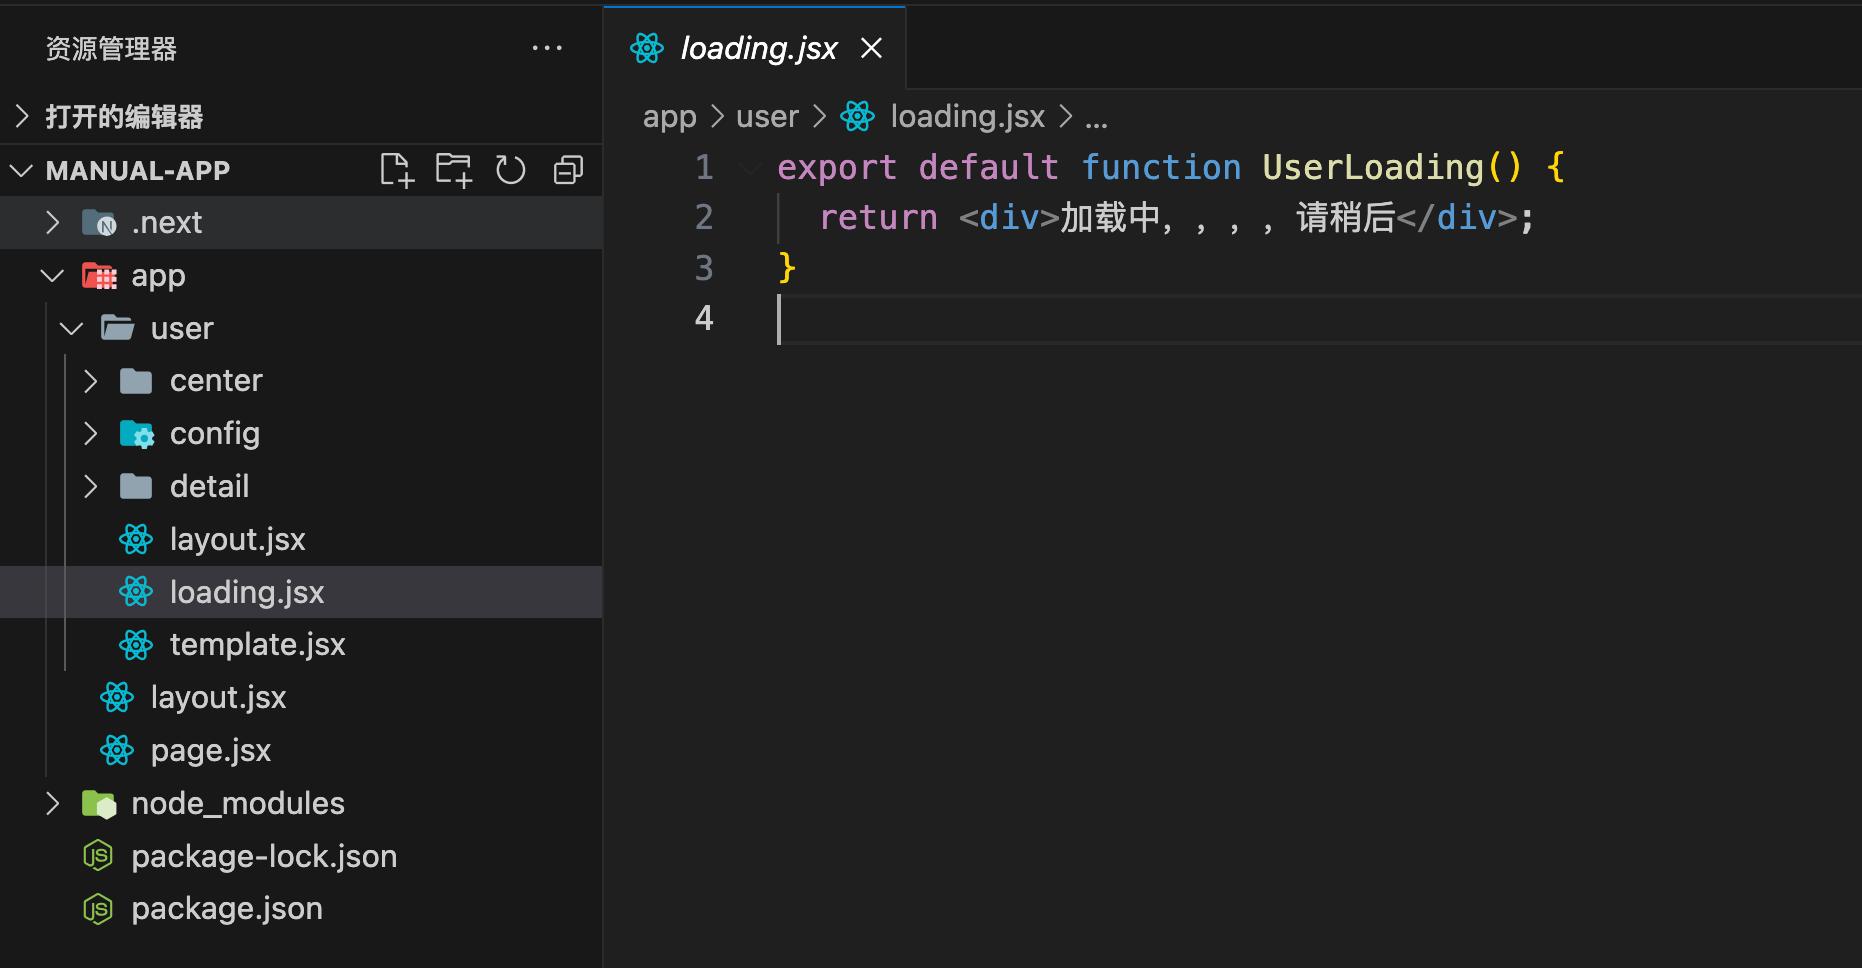 资源管理器 ...
打开的编辑器
MANUAL-APP
.next
app
user
center
config
detail
layout.jsx
loading.jsx
template.jsx
layout.jsx
page.jsx
node_modules
package-lock.json
package.json
loading.jsx
app > user > loading.jsx > ...
1 export default function UserLoading() {
2 return <div>加载中，，，，请稍后</div>;
3 }
4